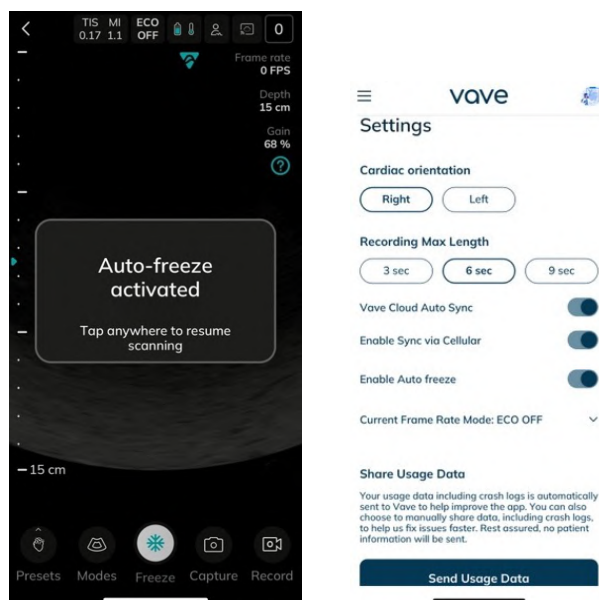 TIS MI ECO
0.17 1.1 OFF
0
Frame rate
0 FPS
Depth
15 cm
Gain
68 %
?
Auto-freeze
activated
Tap anywhere to resume
scanning
15 cm
Presets Modes Freeze Capture Record
vave
Settings
Cardiac orientation
Right Left
Recording Max Length
3 sec 6 sec 9 sec
Vave Cloud Auto Sync
Enable Sync via Cellular
Enable Auto freeze
Current Frame Rate Mode: ECO OFF
Share Usage Data
Your usage data including crash logs is automatically
sent to Vave to help improve the app. You can also
choose to manually share data, including crash logs,
to help us fix issues faster. Rest assured, no patient
information will be sent.
Send Usage Data